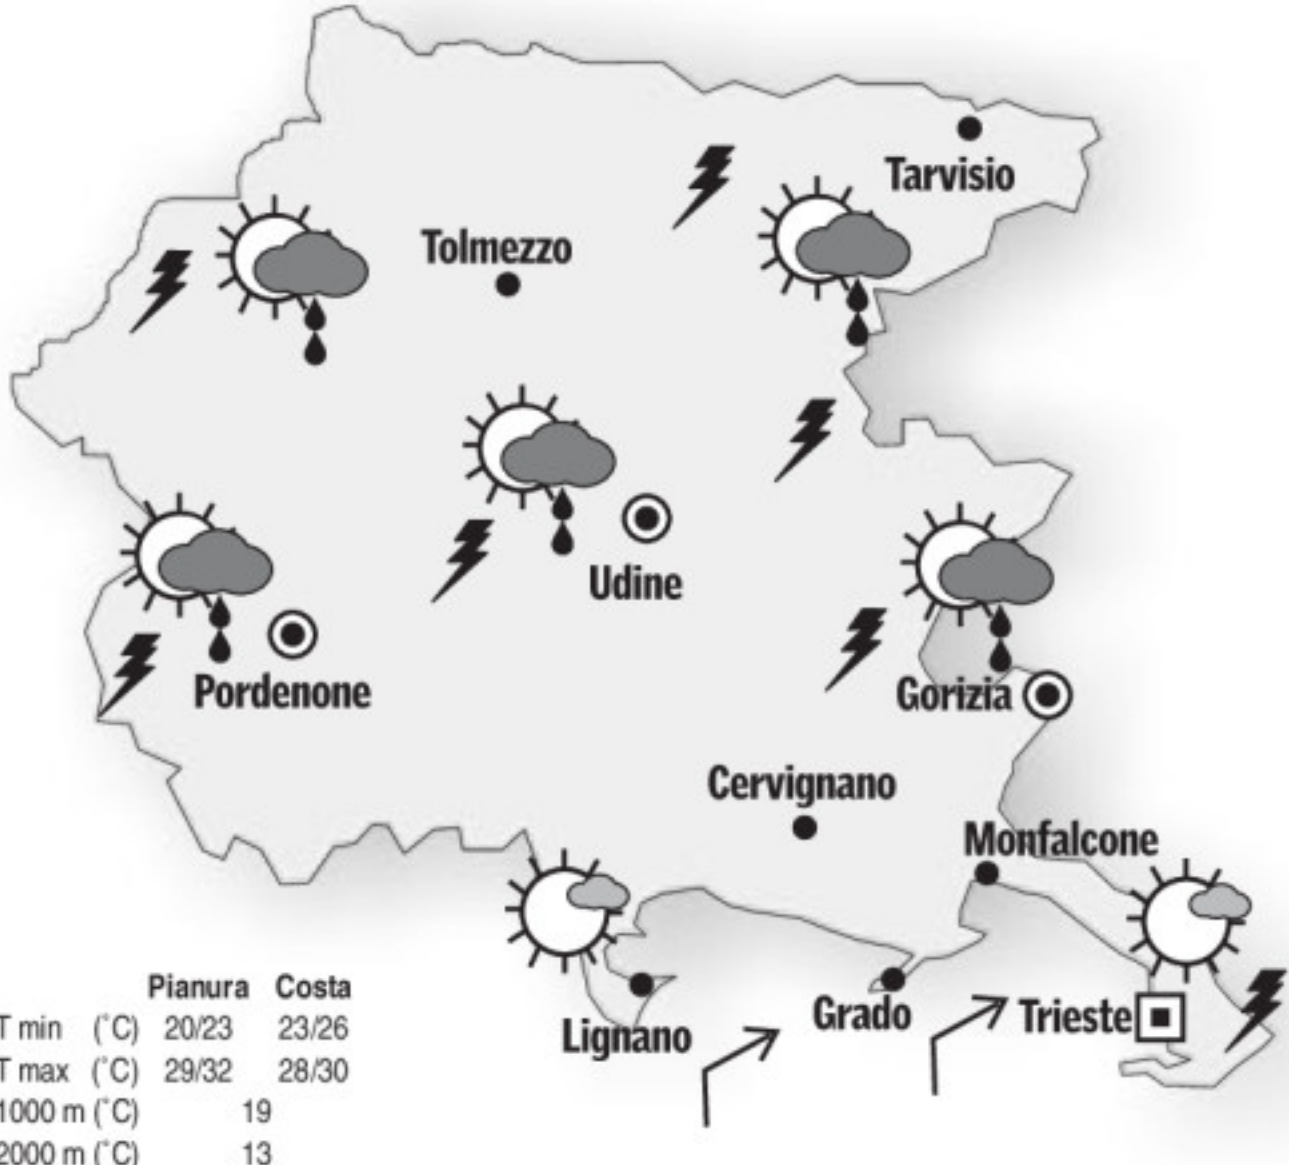 Tarvisio
Tolmezzo
Udine
Pordenone
Gorizia
Cervignano
Monfalcone
Grado
Trieste
Lignano
Pianura Costa
T min (°C) 20/23 23/26
T max (°C) 29/32 28/30
1000 m (°C) 19
2000 m (°C) 13